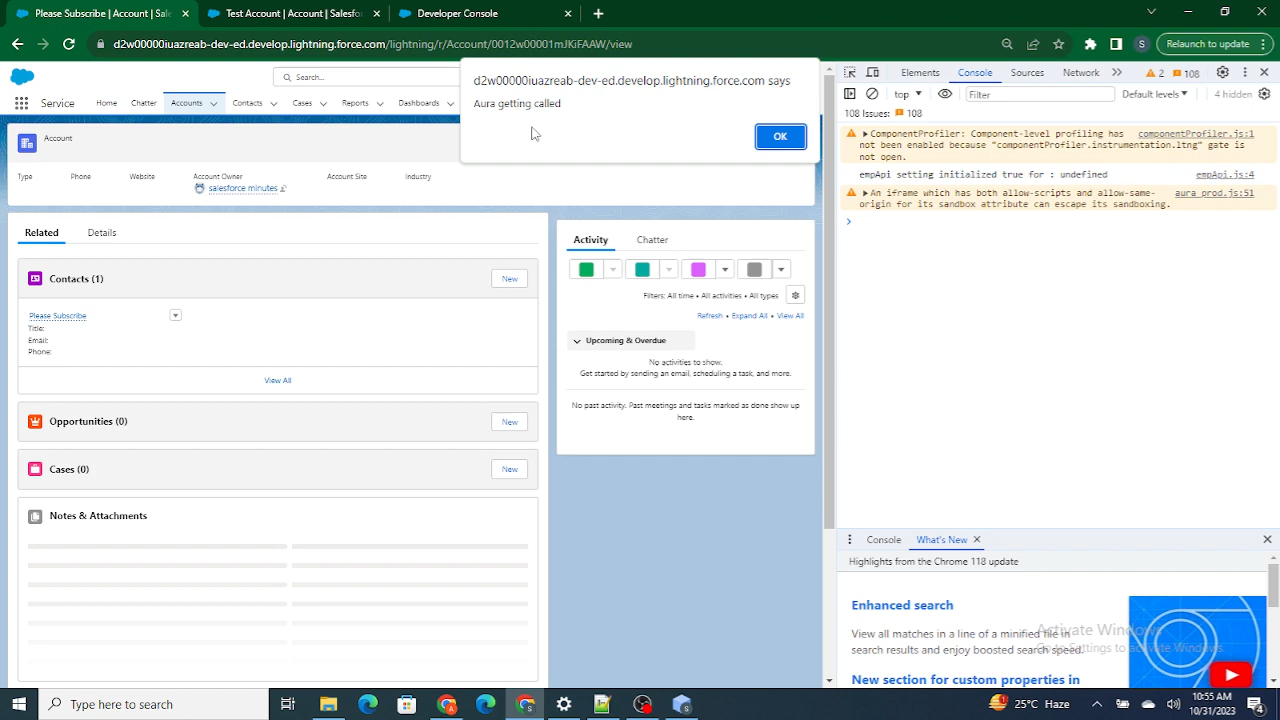 Please Subscribe | Account | Sale
Test Account | Account | Salesfo
Developer Console
d2w00000iuazreab-dev-ed.develop.lightning.force.com/lightning/r/Account/0012w00001mJKiFAAW/view
S
Relaunch to update
Search...
Service
Home
Chatter
Accounts
Contacts
Cases
Reports
Dashboards
d2w00000iuazreab-dev-ed.develop.lightning.force.com says
Aura getting called
OK
Account
Type
Phone
Website
Account Owner
Account Site
Industry
salesforce minutes
Related
Details
Contacts (1)
New
Please Subscribe
Title:
Email:
Phone:
View All
Opportunities (0)
New
Cases (0)
New
Notes & Attachments
Activity
Chatter
Filters: All time • All activities • All types
Refresh • Expand All • View All
Upcoming & Overdue
No activities to show.
Get started by sending an email, scheduling a task, and more.
No past activity. Past meetings and tasks marked as done show up
here.
Elements
Console
Sources
Network
2
108
top
Filter
Default levels
4 hidden
108 Issues:
108
ComponentProfiler: Component-level profiling has componentProfiler.js:1
not been enabled because "componentProfiler.instrumentation.ltng" gate is
not open.
empApi setting initialized true for : undefined empApi.js:4
An iframe which has both allow-scripts and allow-same- aura_prod.js:51
origin for its sandbox attribute can escape its sandboxing.
Console
What's New
Highlights from the Chrome 118 update
Enhanced search
View all matches in a line of a minified file in
search results and enjoy boosted search speed.
New section for custom properties in
Activate Windows
Go to Settings to activate Windows.
Type here to search
25°C Haze
10:55 AM
10/31/2023
4